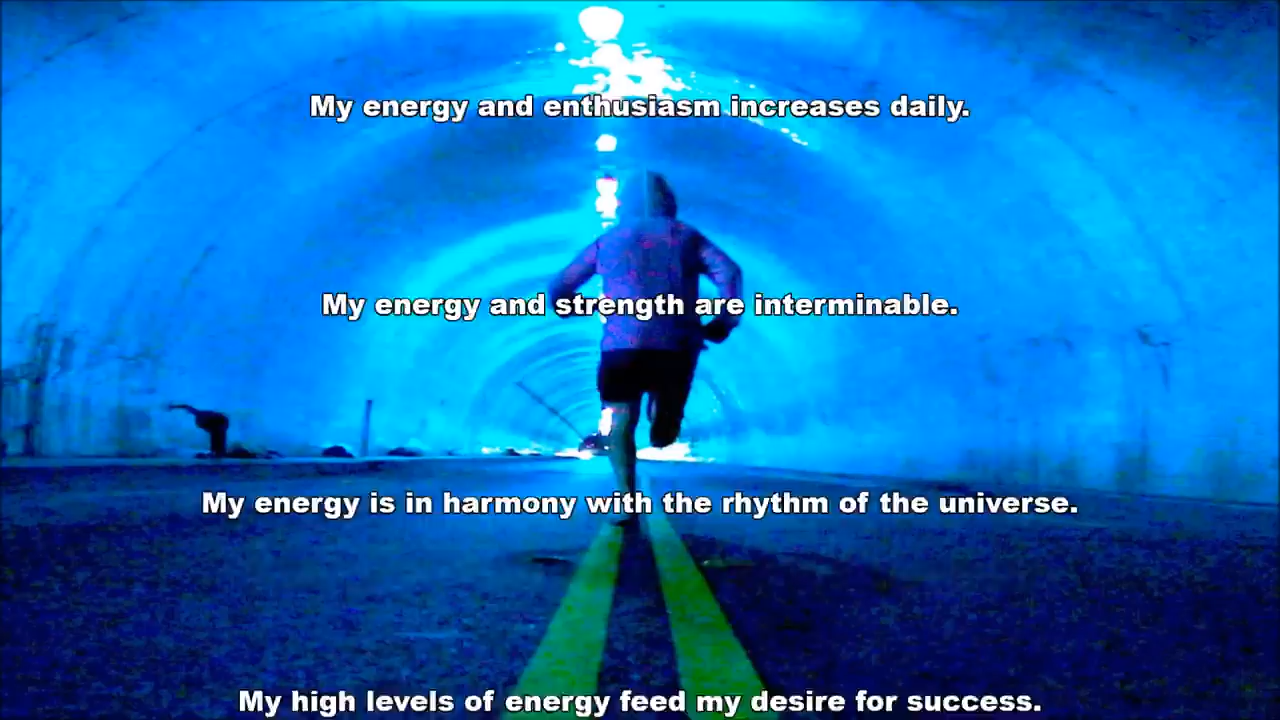 My energy and enthusiasm increases daily.
My energy and strength are interminable.
My energy is in harmony with the rhythm of the universe.
My high levels of energy feed my desire for success.